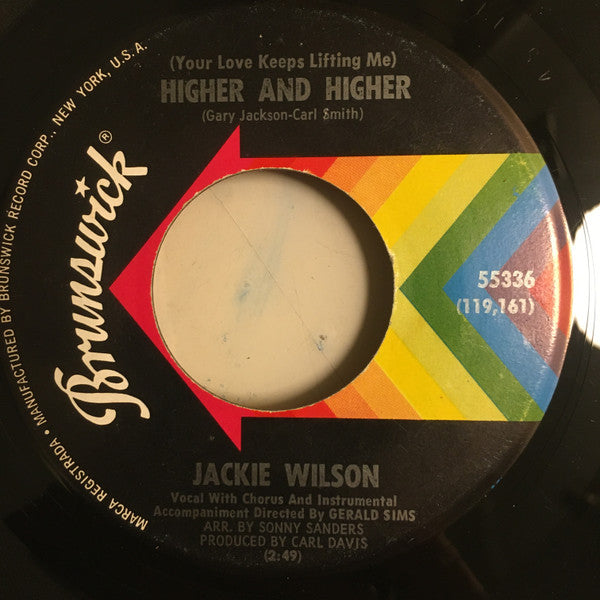 (Your Love Keeps Lifting Me)
HIGHER AND HIGHER
(Gary Jackson-Carl Smith)
Brunswick®
MARCA REGISTRADA • MANUFACTURED BY BRUNSWICK RECORD CORP., NEW YORK, U.S.A.
55336
(119,161)
JACKIE WILSON
Vocal With Chorus And Instrumental
Accompaniment Directed By GERALD SIMS
ARR. BY SONNY SANDERS
PRODUCED BY CARL DAVIS
(2:49)